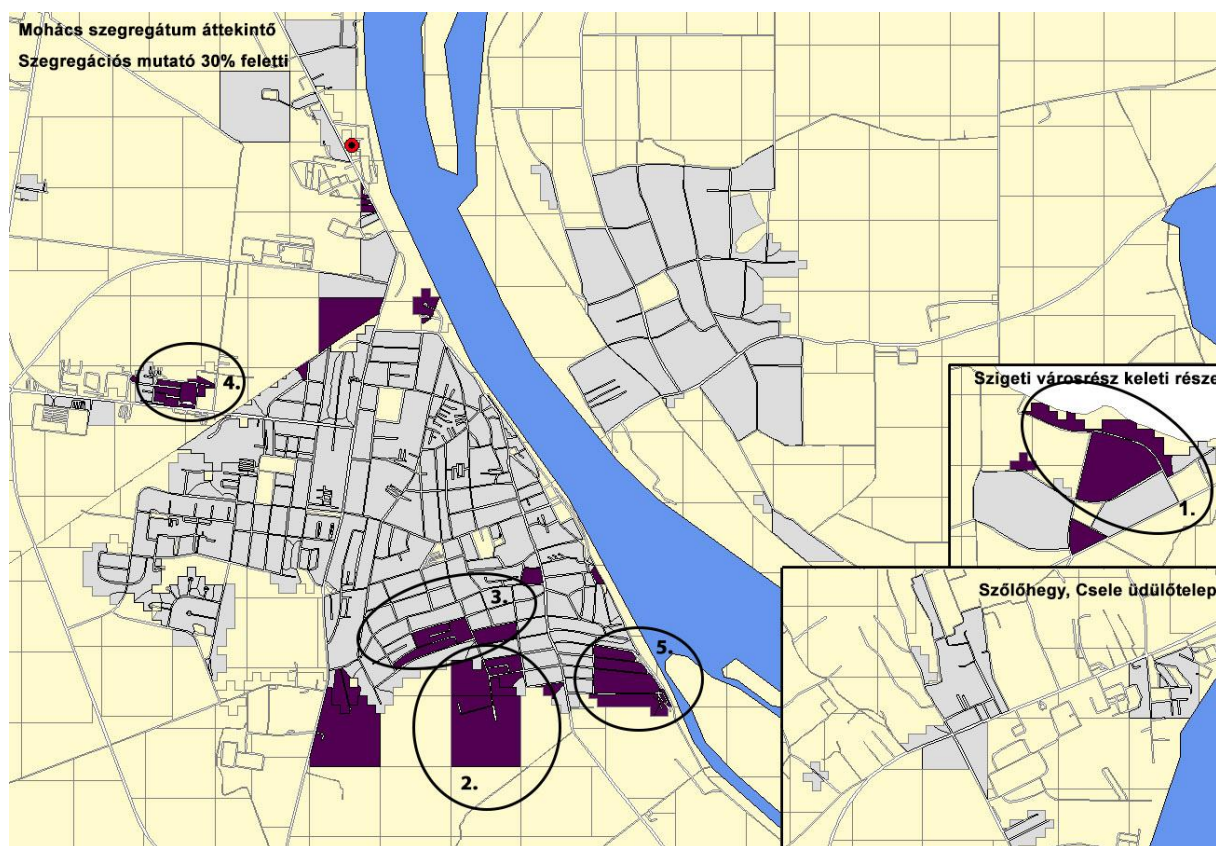 Mohács szegregátum áttekintő
Szegregációs mutató 30% feletti
4.
Szigeti városrész keleti része
1.
3.
5.
2.
Szőlőhegy, Csele üdülőtelep